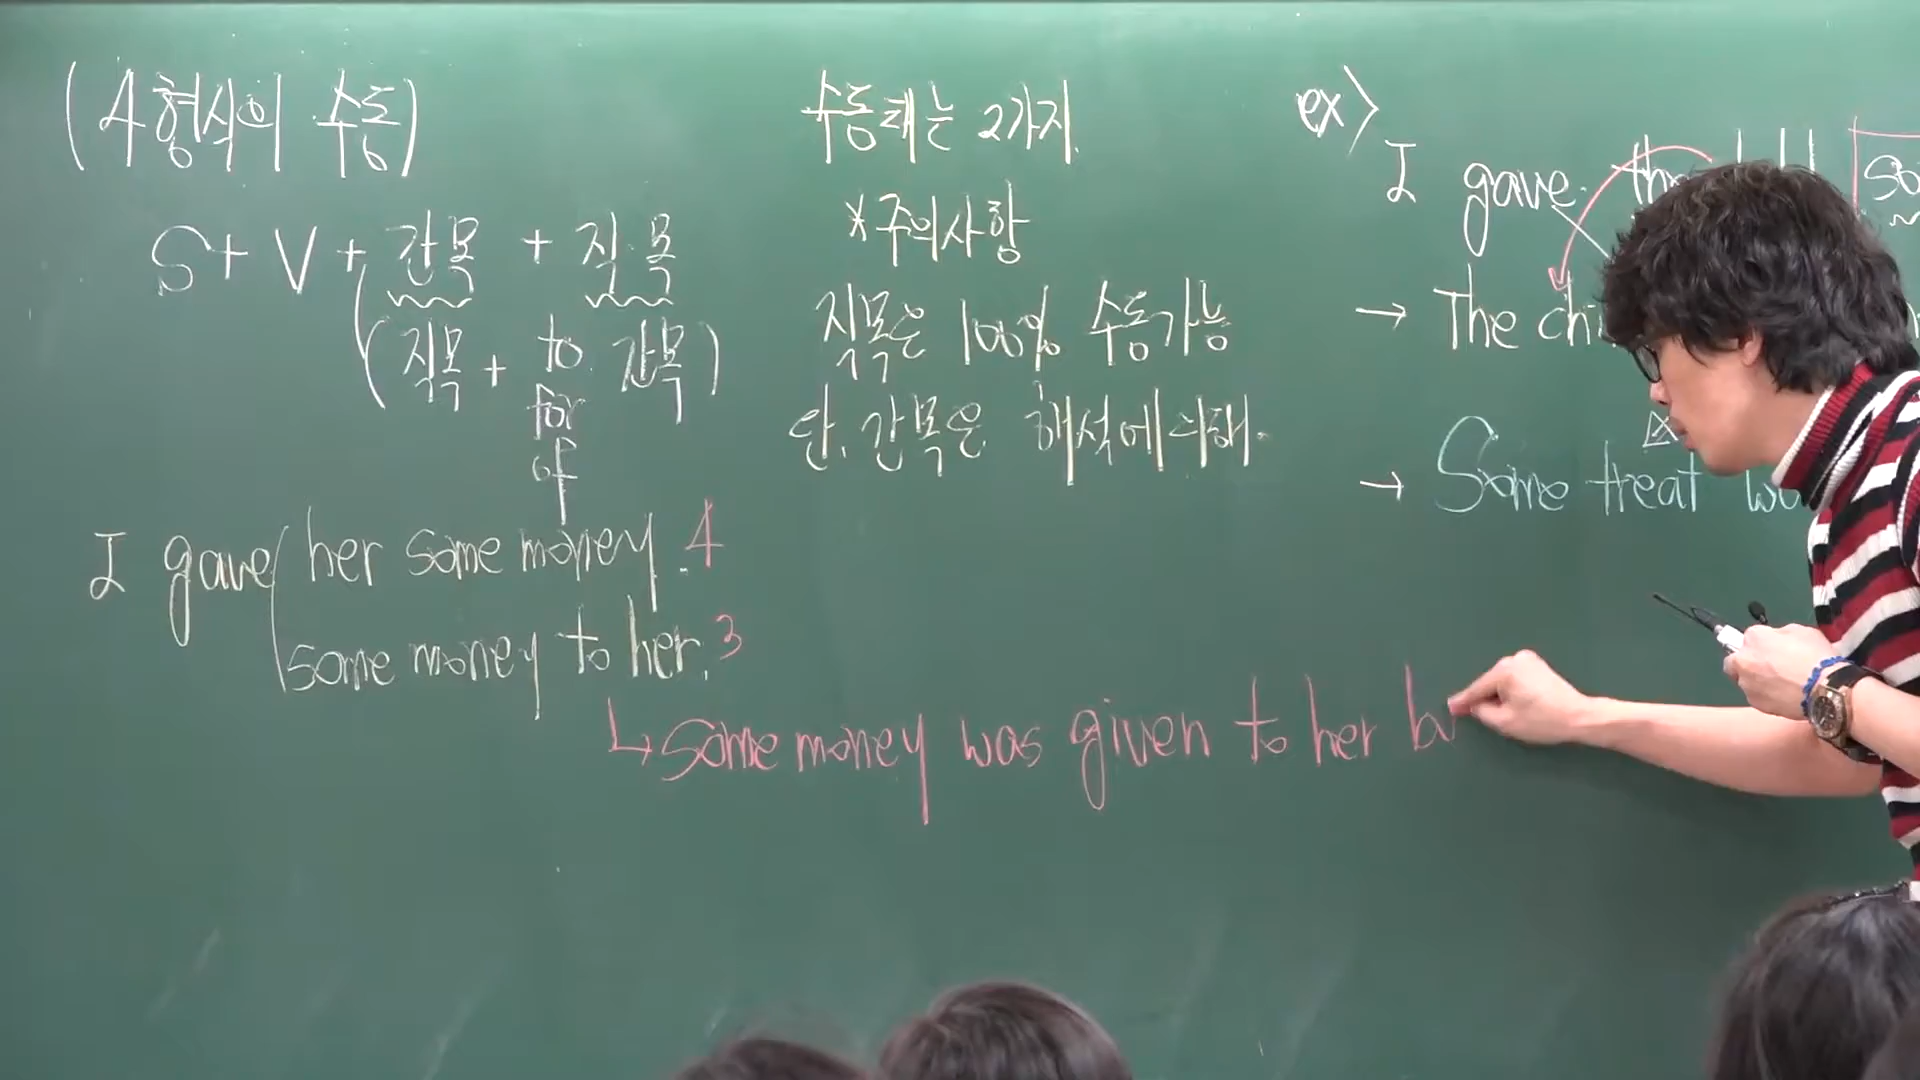 (4형식의 수동)
S + V + 간목 + 직목
(직목 + to 간목)
for
of
I gave her some money. 4
some money to her. 3
↳ some money was given to her
수동태는 2가지.
*주의사항
직목은 100% 수동가능
단, 간목은 해석에 의해.
ex>
I gave
→ The
→ Some treat